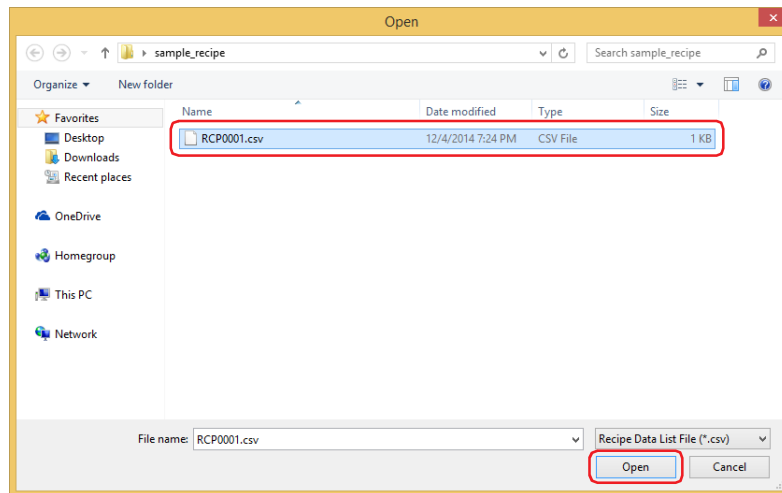 Open
sample_recipe
Search sample_recipe
Organize
New folder
Favorites
Desktop
Downloads
Recent places
OneDrive
Homegroup
This PC
Network
Name
Date modified
Type
Size
RCP0001.csv
12/4/2014 7:24 PM
CSV File
1 KB
File name:
RCP0001.csv
Recipe Data List File (*.csv)
Open
Cancel